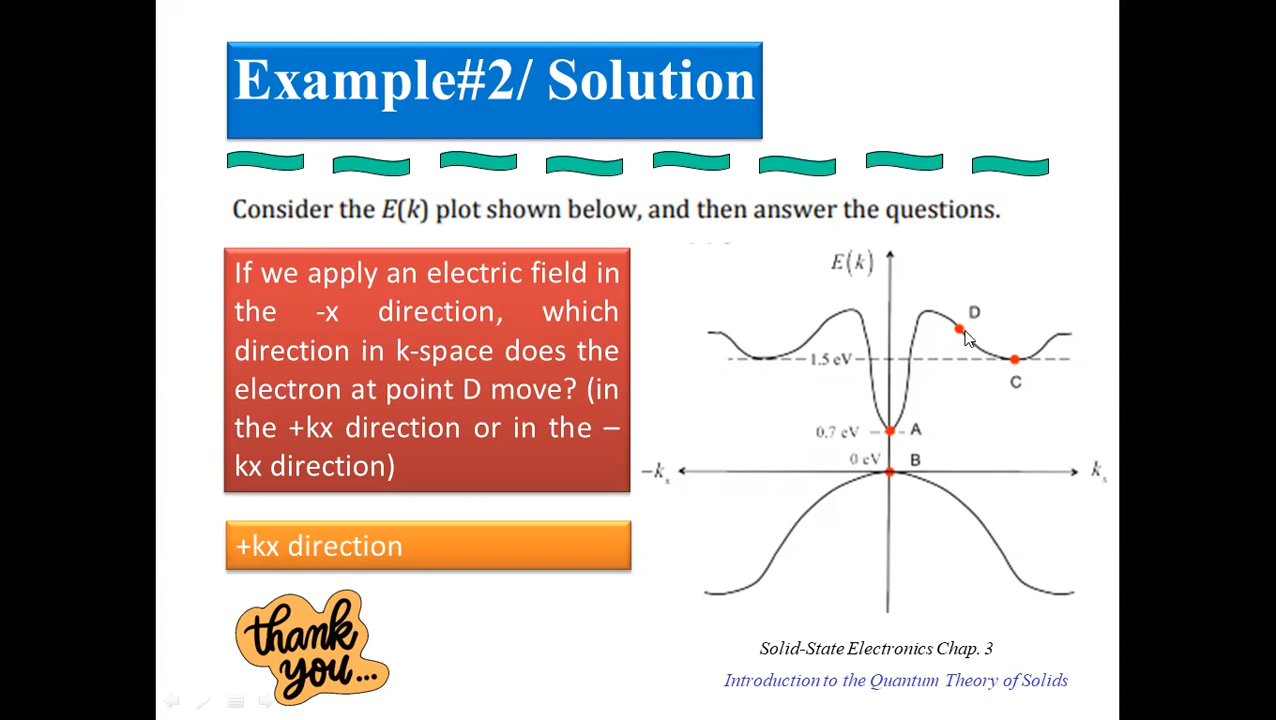 Example#2/ Solution
Consider the E(k) plot shown below, and then answer the questions.
If we apply an electric field in
the -x direction, which
direction in k-space does the
electron at point D move? (in
the +kx direction or in the –
kx direction)
+kx direction
thank
you...
E(k)
D
1.5 eV
C
0.7 eV
A
0 eV
B
-kx
kx
Solid-State Electronics Chap. 3
Introduction to the Quantum Theory of Solids